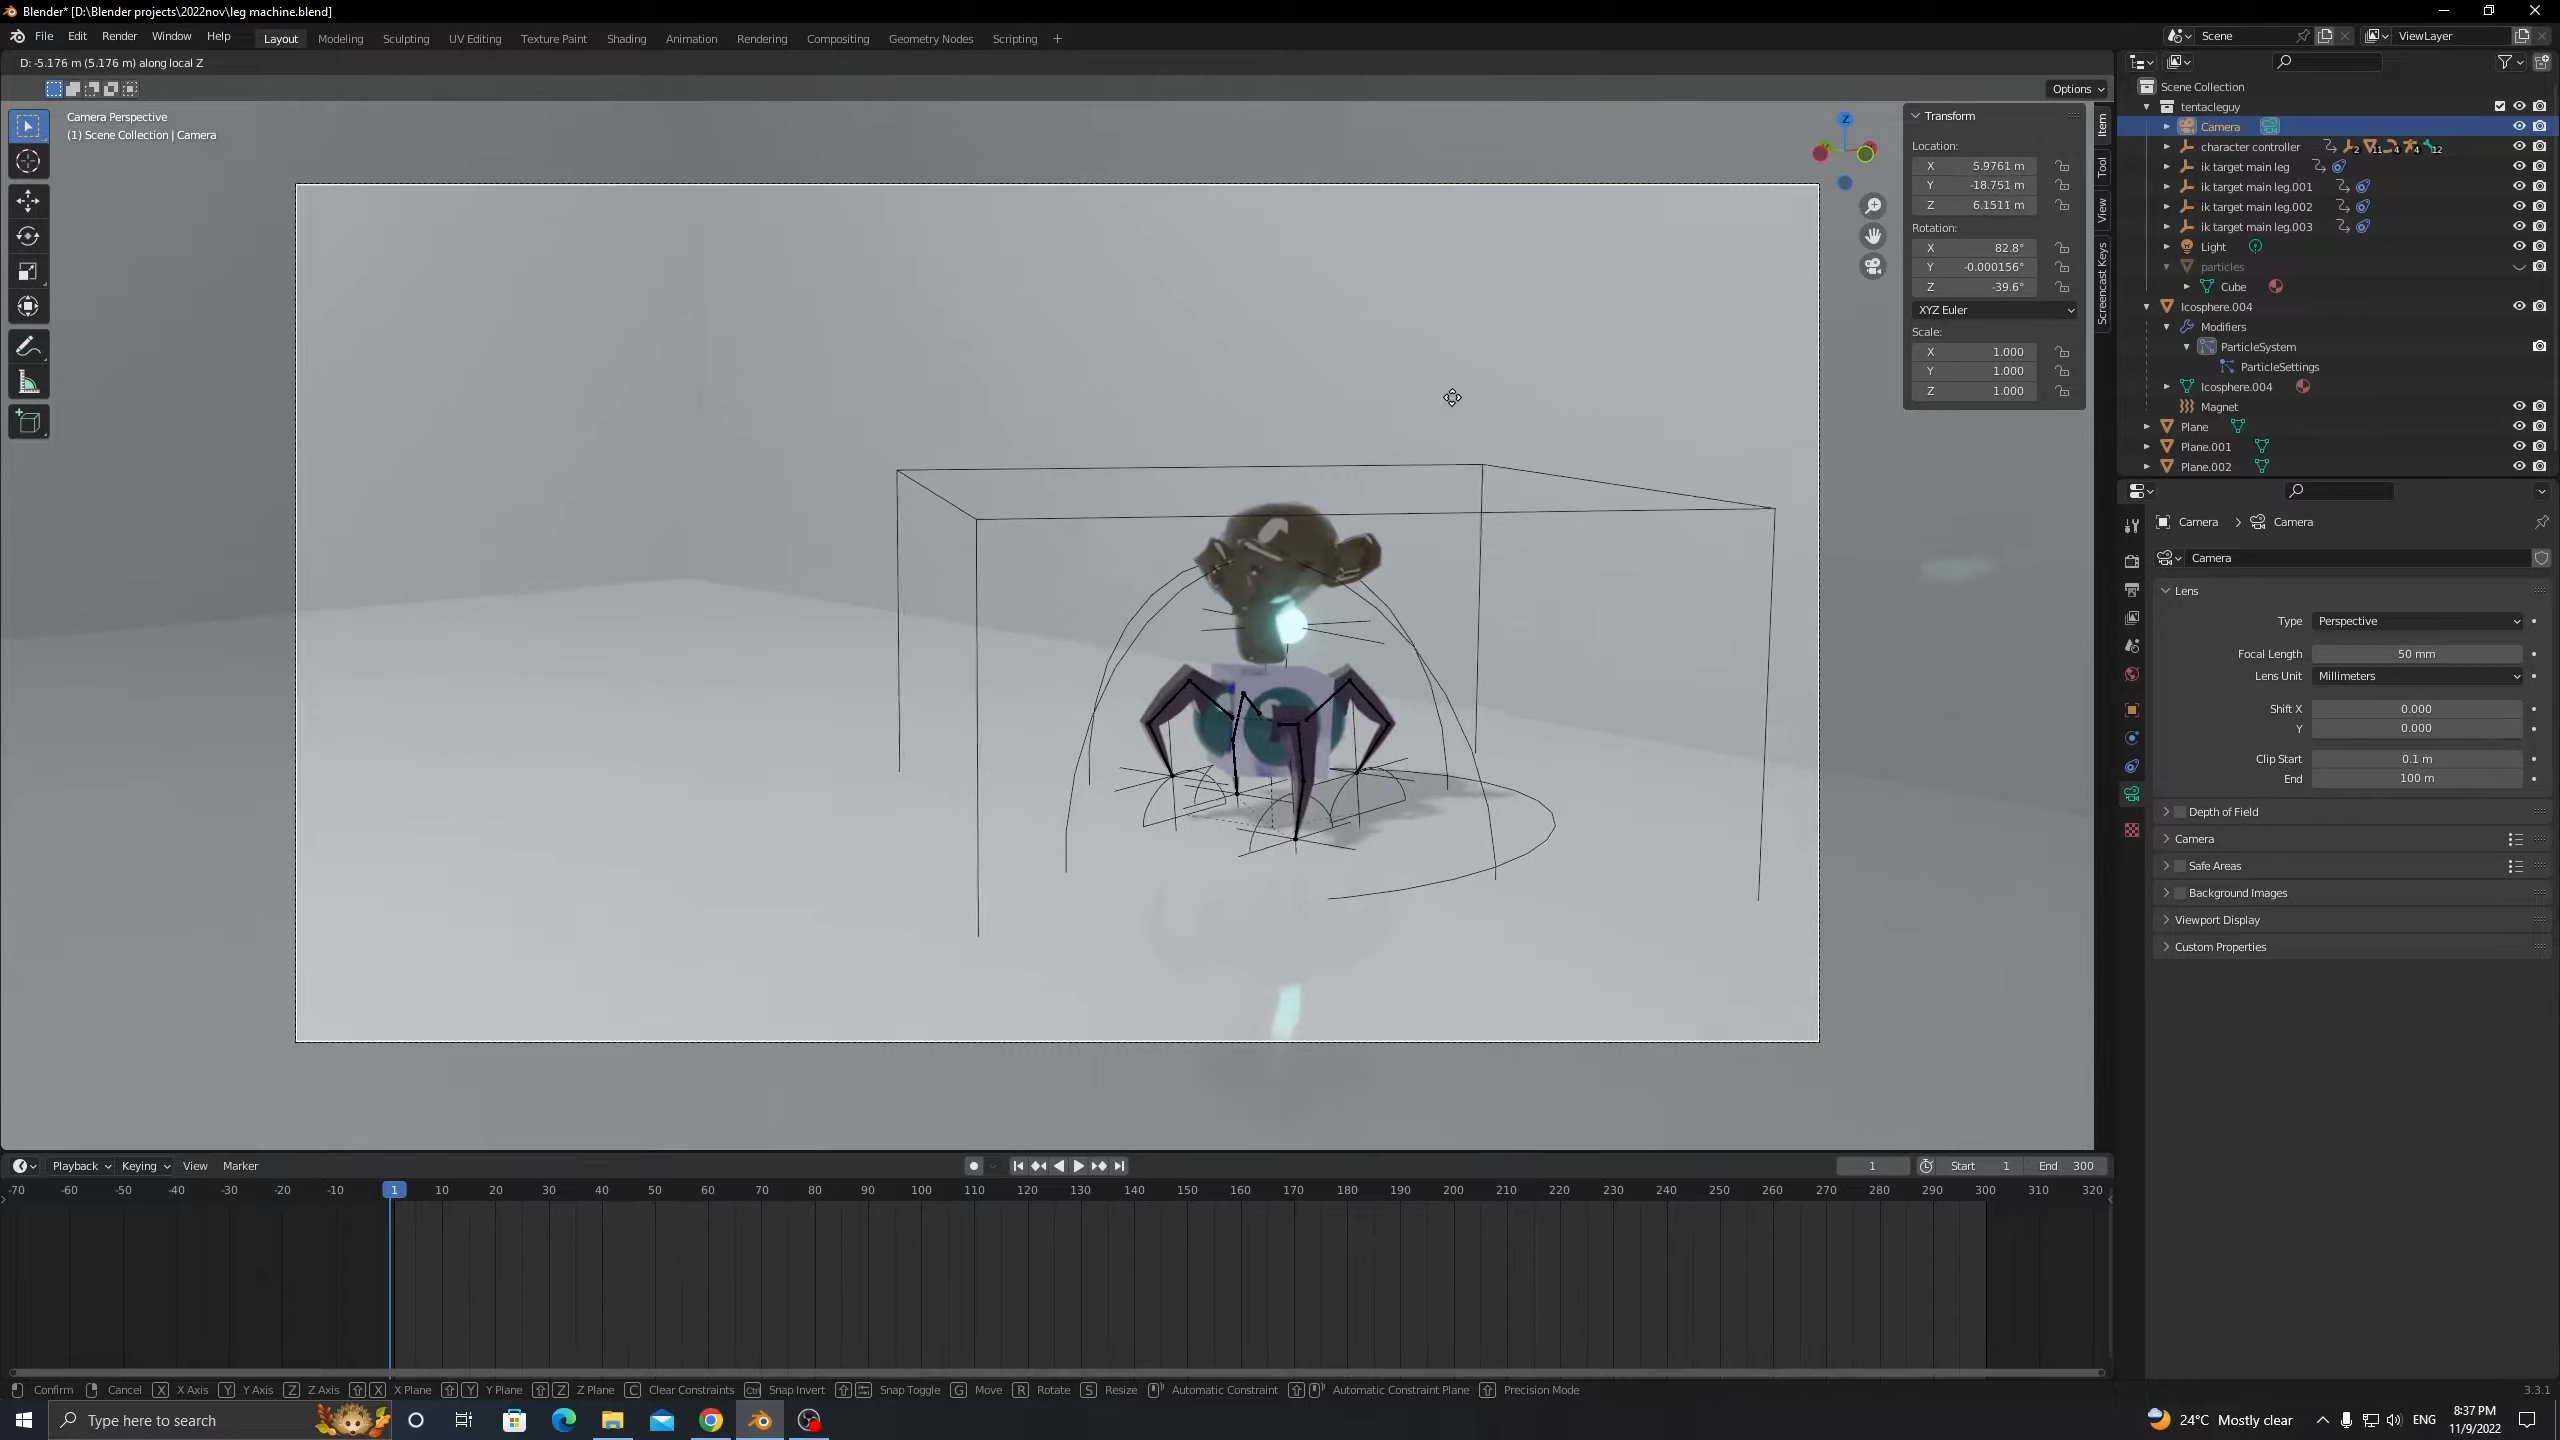 Blender* [D:\Blender projects\2022nov\leg machine.blend]
File Edit Render Window Help Layout Modeling Sculpting UV Editing Texture Paint Shading Animation Rendering Compositing Geometry Nodes Scripting + Scene ViewLayer
D: -5.176 m (5.176 m) along local Z
Options
Camera Perspective
(1) Scene Collection | Camera
Z
Transform
Location:
X 5.9761 m
Y -18.751 m
Z 6.1511 m
Rotation:
X 82.8°
Y -0.000156°
Z -39.6°
XYZ Euler
Scale:
X 1.000
Y 1.000
Z 1.000
Item
Tool
View
Screencast Keys
Scene Collection
tentacleguy
Camera
character controller 2 11 4 4 12
ik target main leg
ik target main leg.001
ik target main leg.002
ik target main leg.003
Light
particles
Cube
Icosphere.004
Modifiers
ParticleSystem
ParticleSettings
Icosphere.004
Magnet
Plane
Plane.001
Plane.002
Camera > Camera
Camera
Lens
Type Perspective
Focal Length 50 mm
Lens Unit Millimeters
Shift X 0.000
Y 0.000
Clip Start 0.1 m
End 100 m
Depth of Field
Camera
Safe Areas
Background Images
Viewport Display
Custom Properties
Playback Keying View Marker 1 Start 1 End 300
-70 -60 -50 -40 -30 -20 -10 1 10 20 30 40 50 60 70 80 90 100 110 120 130 140 150 160 170 180 190 200 210 220 230 240 250 260 270 280 290 300 310 320
Confirm Cancel X X Axis Y Y Axis Z Z Axis X X Plane Y Y Plane Z Z Plane C Clear Constraints Ctrl Snap Invert Snap Toggle G Move R Rotate S Resize Automatic Constraint Automatic Constraint Plane Precision Mode 3.3.1
Type here to search 24°C Mostly clear ENG 8:37 PM
11/9/2022